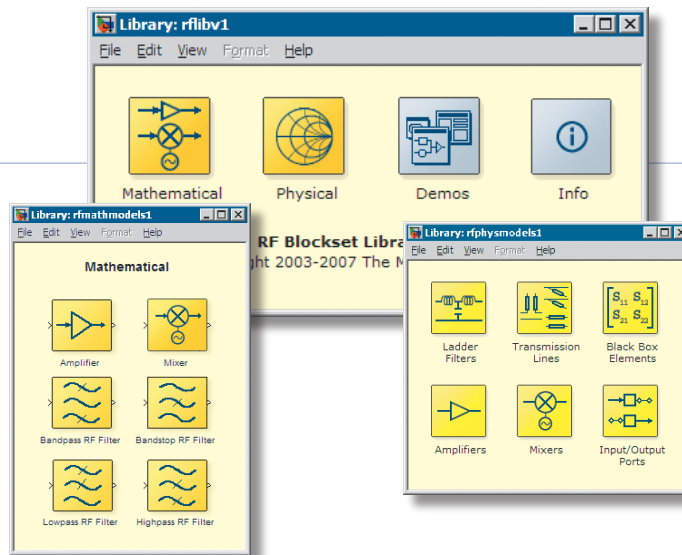 Library: rflibv1
File Edit View Format Help
Mathematical Physical Demos Info
RF Blockset
2003-2007 The
Library: rfmathmodels1
File Edit View Format Help
Mathematical
Amplifier Mixer
Bandpass RF Filter Bandstop RF Filter
Lowpass RF Filter Highpass RF Filter
Library: rfphysmodels1
File Edit View Format Help
S11 S12
S21 S22
Ladder Filters
Transmission Lines
Black Box Elements
Amplifiers Mixers
Input/Output Ports